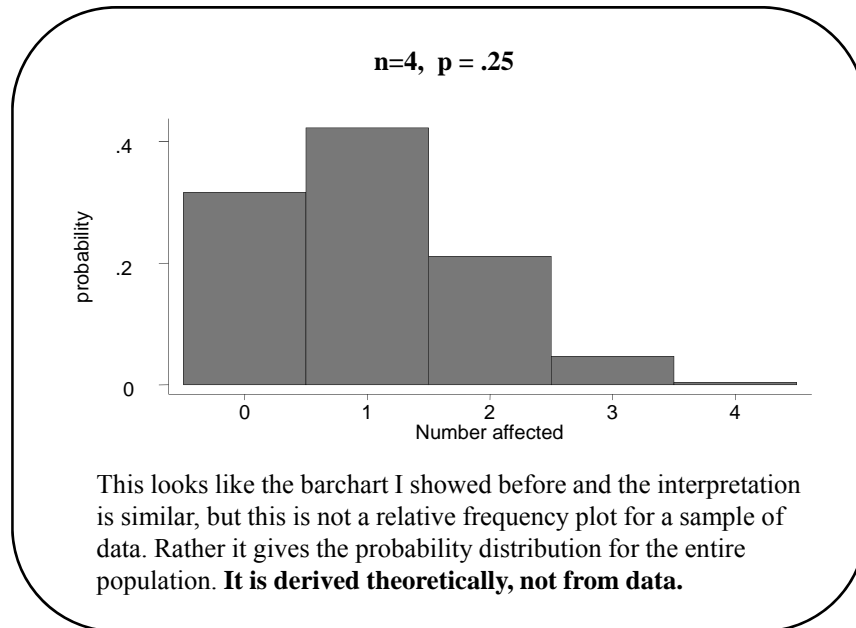 n=4, p = .25
.4
.2
0
probability
0 1 2 3 4
Number affected
This looks like the barchart I showed before and the interpretation
is similar, but this is not a relative frequency plot for a sample of
data. Rather it gives the probability distribution for the entire
population. It is derived theoretically, not from data.